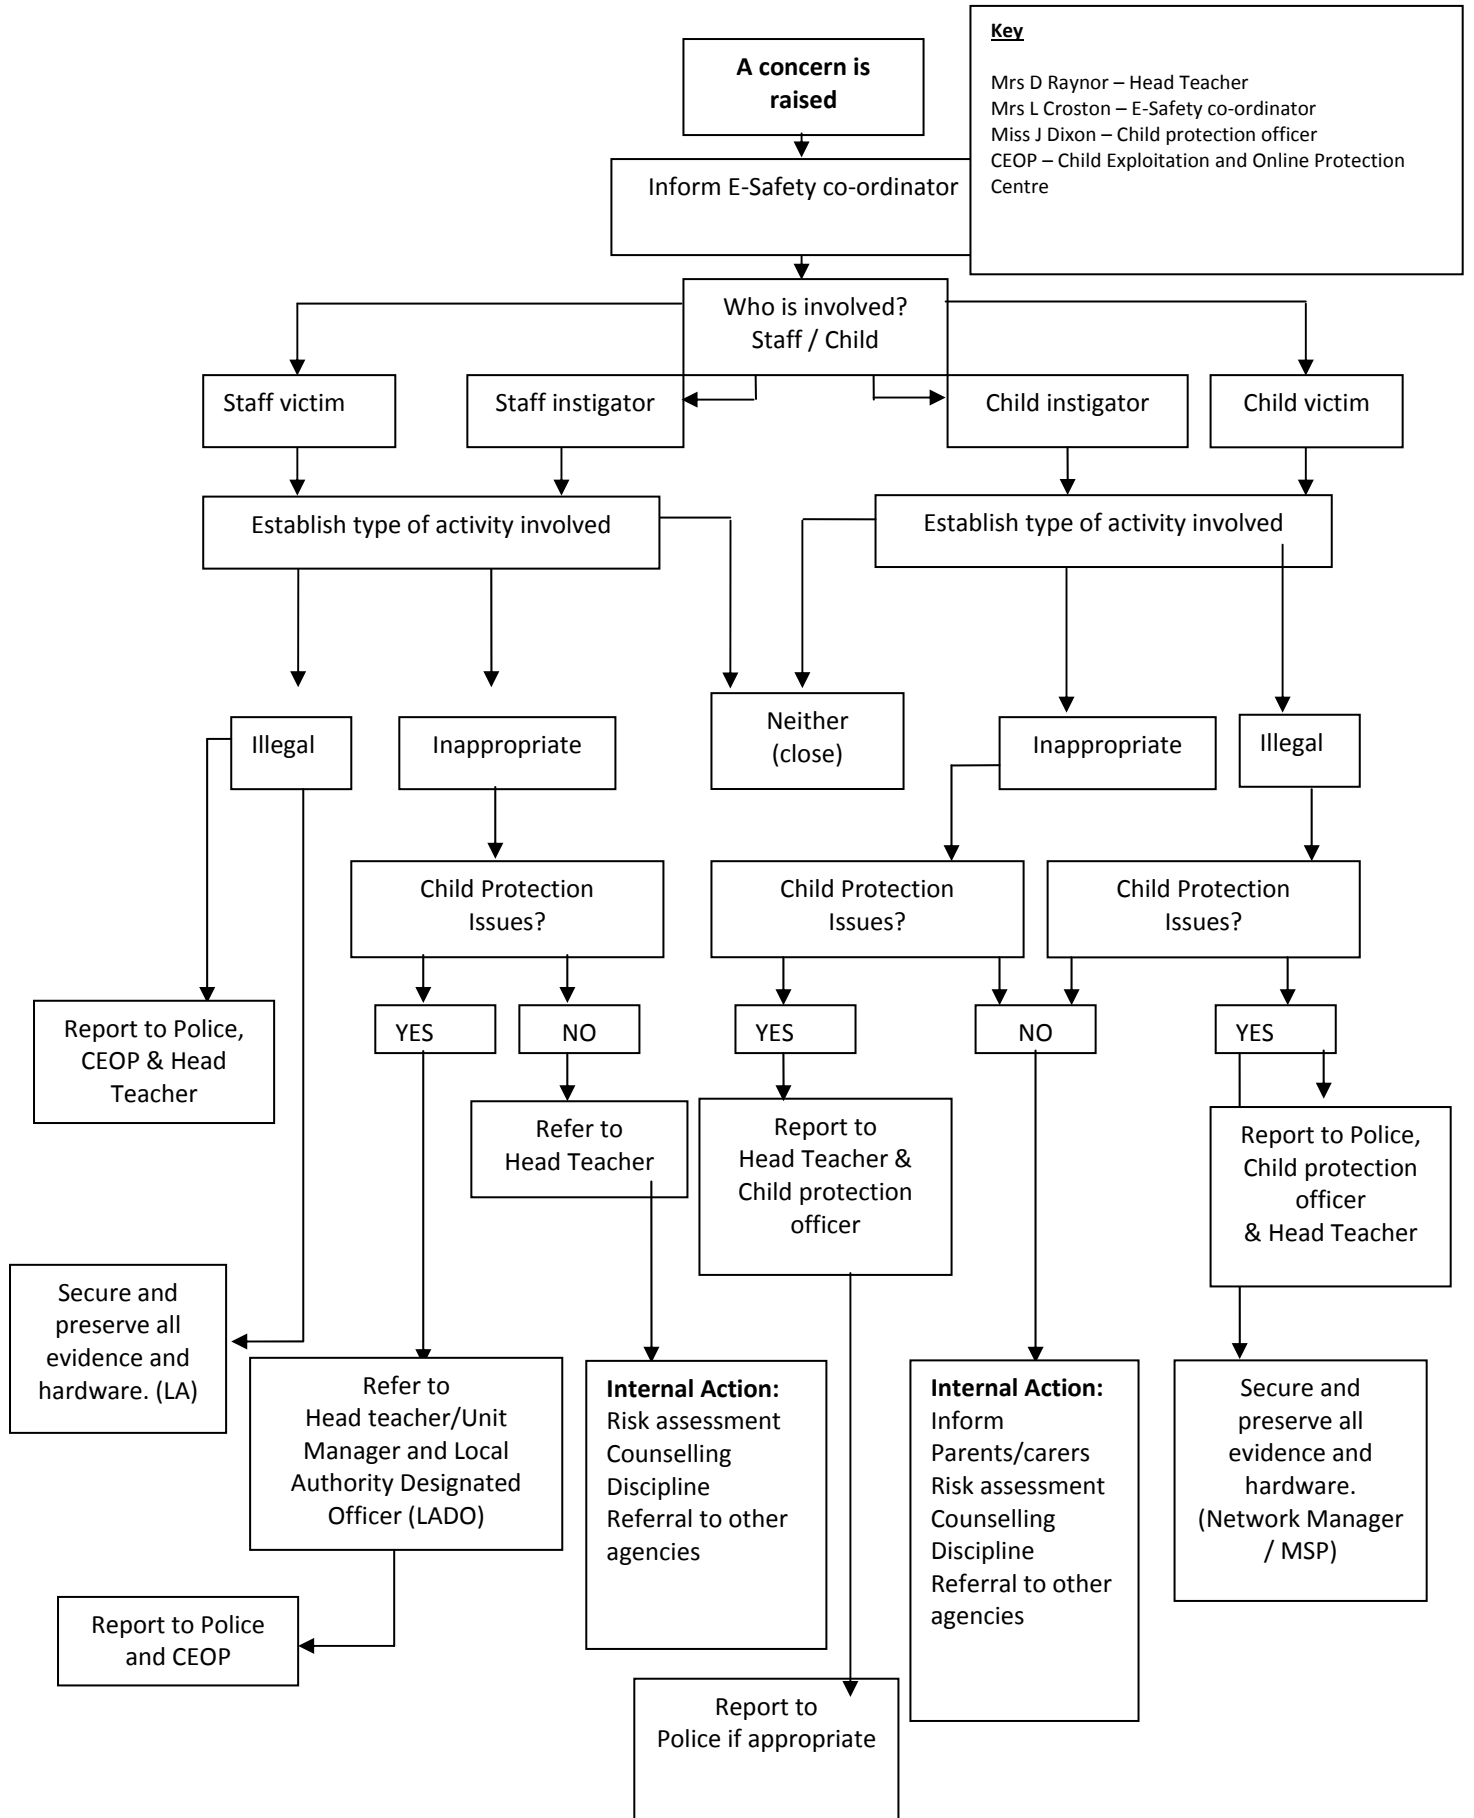 Key
Mrs D Raynor – Head Teacher
Mrs L Croston – E-Safety co-ordinator
Miss J Dixon – Child protection officer
CEOP – Child Exploitation and Online Protection
Centre
A concern is
raised
Inform E-Safety co-ordinator
Who is involved?
Staff / Child
Staff victim
Staff instigator
Child instigator
Child victim
Establish type of activity involved
Establish type of activity involved
Illegal
Inappropriate
Neither
(close)
Inappropriate
Illegal
Child Protection
Issues?
Child Protection
Issues?
Child Protection
Issues?
YES
NO
YES
NO
YES
Report to Police,
CEOP & Head
Teacher
Refer to
Head Teacher
Report to
Head Teacher &
Child protection
officer
Report to Police,
Child protection
officer
& Head Teacher
Secure and
preserve all
evidence and
hardware. (LA)
Refer to
Head teacher/Unit
Manager and Local
Authority Designated
Officer (LADO)
Internal Action:
Risk assessment
Counselling
Discipline
Referral to other
agencies
Internal Action:
Inform
Parents/carers
Risk assessment
Counselling
Discipline
Referral to other
agencies
Secure and
preserve all
evidence and
hardware.
(Network Manager
/ MSP)
Report to Police
and CEOP
Report to
Police if appropriate